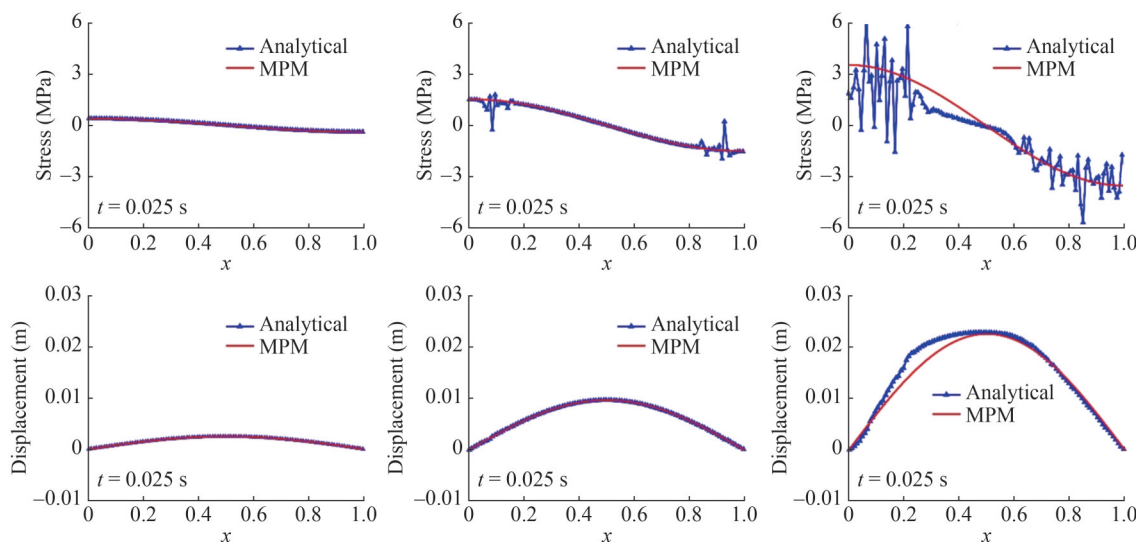 6
3
0
−3
−6
Stress (MPa)
Analytical
MPM
t = 0.025 s
0 0.2 0.4 0.6 0.8 1.0
x
6
3
0
−3
−6
Stress (MPa)
Analytical
MPM
t = 0.025 s
0 0.2 0.4 0.6 0.8 1.0
x
6
3
0
−3
−6
Stress (MPa)
Analytical
MPM
t = 0.025 s
0 0.2 0.4 0.6 0.8 1.0
x
0.03
0.02
0.01
0
−0.01
Displacement (m)
Analytical
MPM
t = 0.025 s
0 0.2 0.4 0.6 0.8 1.0
x
0.03
0.02
0.01
0
−0.01
Displacement (m)
Analytical
MPM
t = 0.025 s
0 0.2 0.4 0.6 0.8 1.0
x
0.03
0.02
0.01
0
−0.01
Displacement (m)
Analytical
MPM
t = 0.025 s
0 0.2 0.4 0.6 0.8 1.0
x